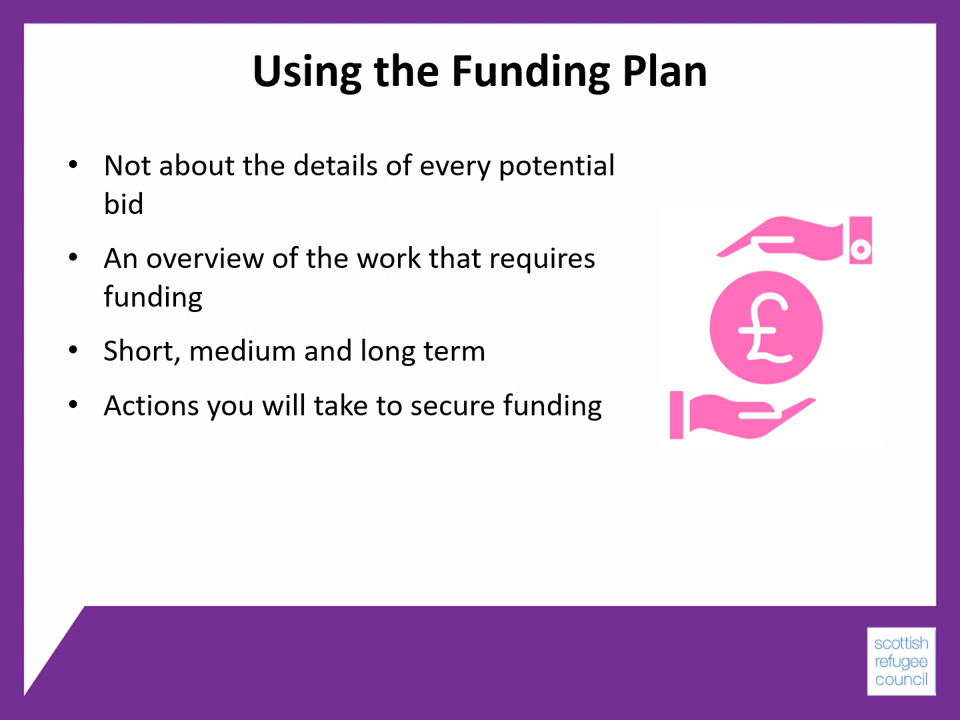 Using the Funding Plan
• Not about the details of every potential
bid
• An overview of the work that requires
funding
• Short, medium and long term
• Actions you will take to secure funding
£
scottish
refugee
council